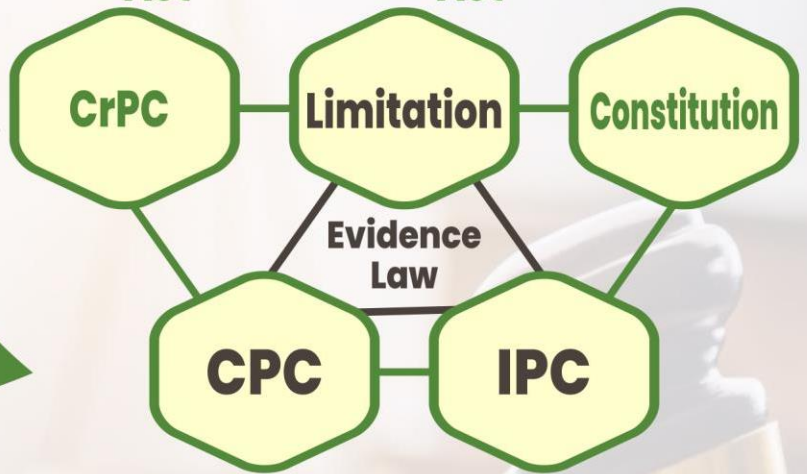 CrPC
Limitation
Constitution
Evidence
Law
CPC
IPC